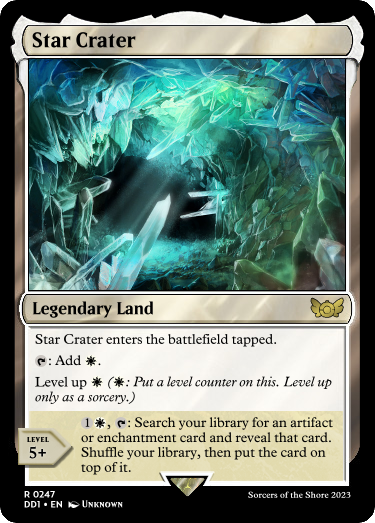 Star Crater
Legendary Land
Star Crater enters the battlefield tapped.
: Add .
Level up  (: Put a level counter on this. Level up
only as a sorcery.)
LEVEL
5+
1, : Search your library for an artifact
or enchantment card and reveal that card.
Shuffle your library, then put the card on
top of it.
R 0247
DD1 • EN Unknown
Sorcerers of the Shore 2023